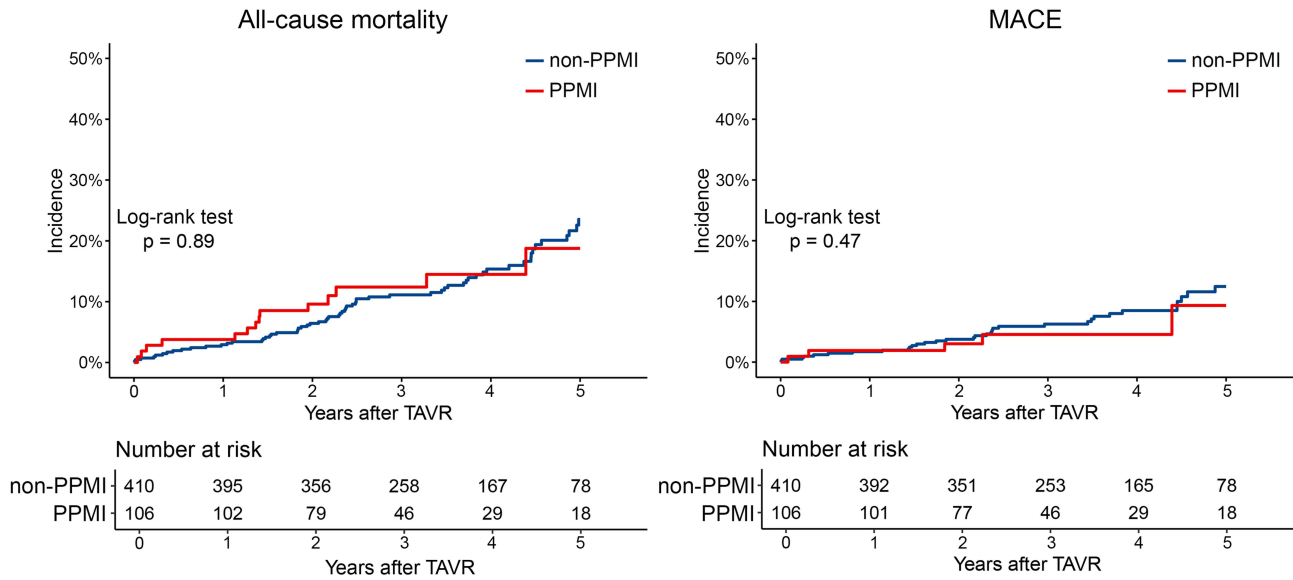 All-cause mortality
50%
40%
30%
20%
10%
0%
Incidence
non-PPMI
PPMI
Log-rank test
p = 0.89
0 1 2 3 4 5
Years after TAVR
Number at risk
non-PPMI 410 395 356 258 167 78
PPMI 106 102 79 46 29 18
0 1 2 3 4 5
Years after TAVR
MACE
50%
40%
30%
20%
10%
0%
Incidence
non-PPMI
PPMI
Log-rank test
p = 0.47
0 1 2 3 4 5
Years after TAVR
Number at risk
non-PPMI 410 392 351 253 165 78
PPMI 106 101 77 46 29 18
0 1 2 3 4 5
Years after TAVR